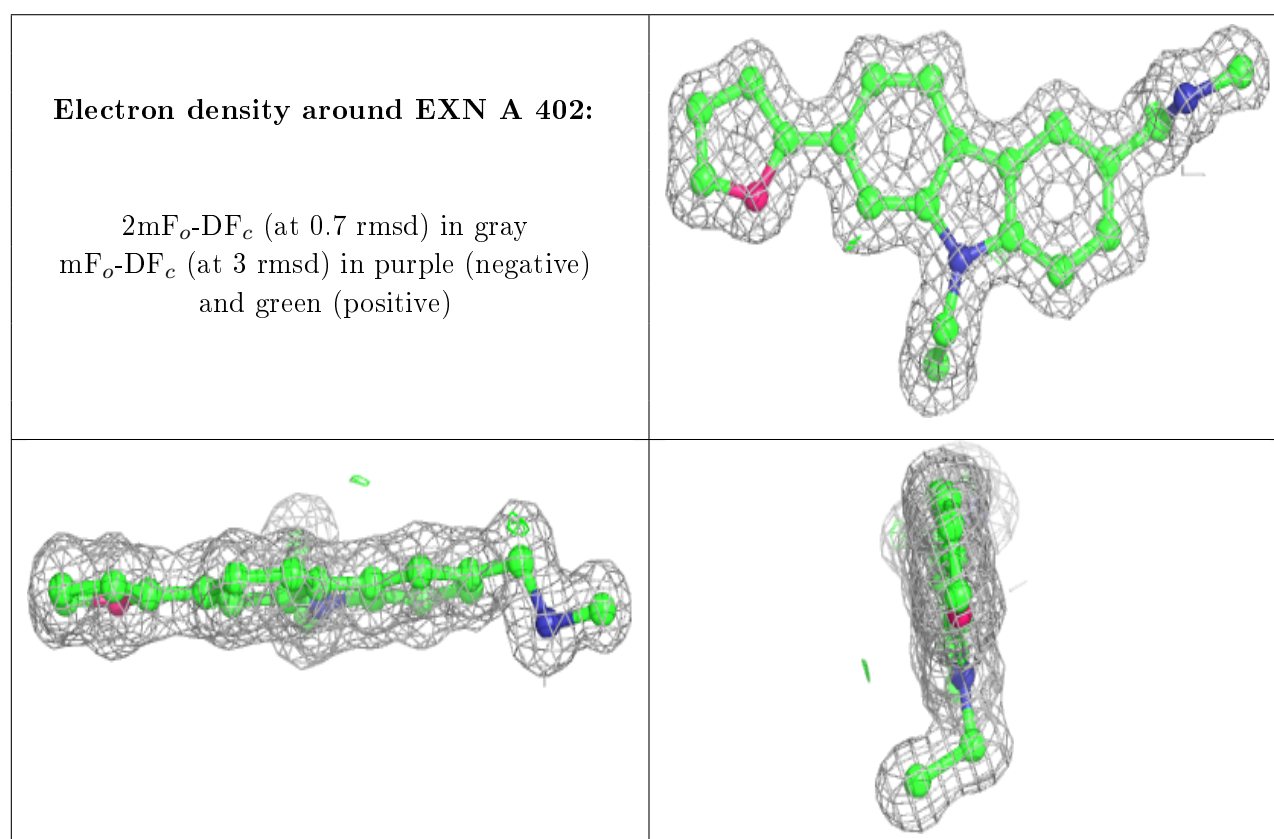 Electron density around EXN A 402:
2mFo-DFc (at 0.7 rmsd) in gray
mFo-DFc (at 3 rmsd) in purple (negative)
and green (positive)